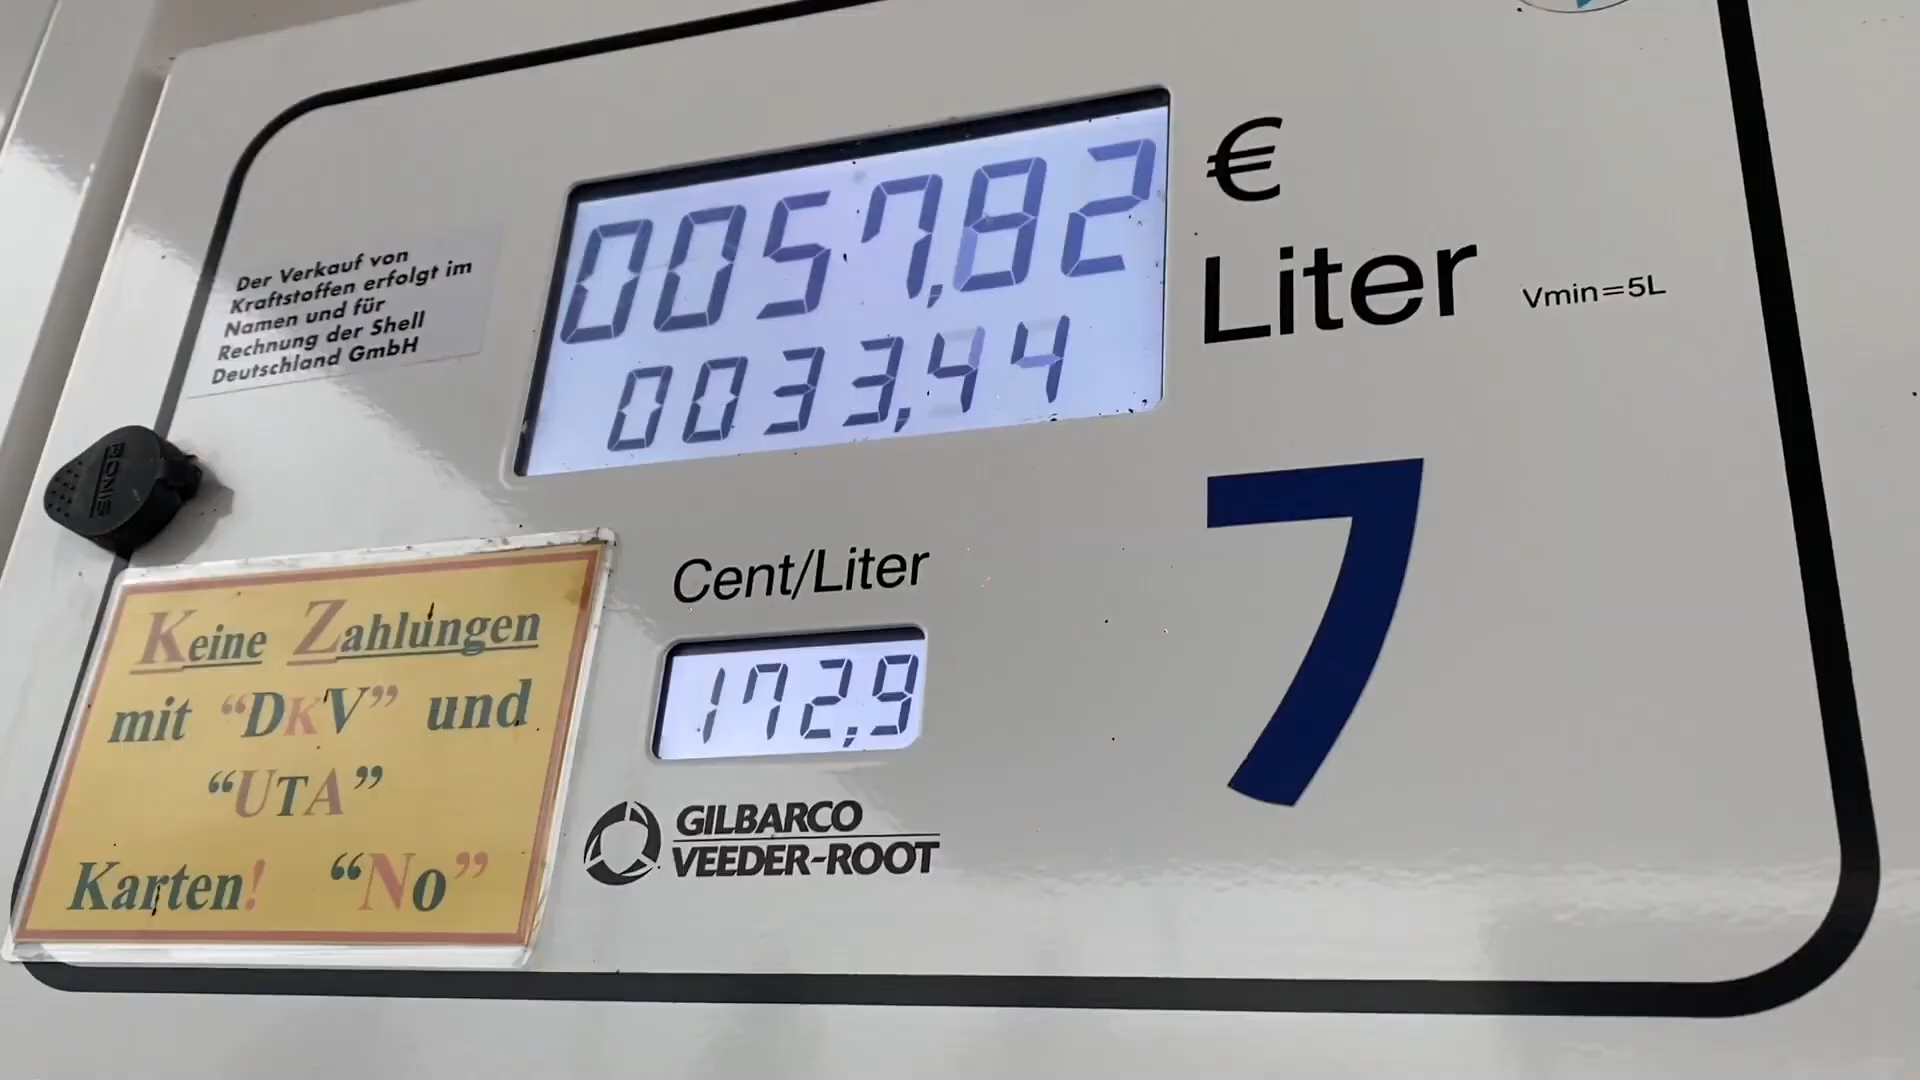 0057,82
€
0033,44
Liter
Vmin=5L
Der Verkauf von
Kraftstoffen erfolgt im
Namen und für
Rechnung der Shell
Deutschland GmbH
RONIS
7
Cent/Liter
172,9
Keine Zahlungen
mit “DKV” und
“UTA”
Karten! “No”
GILBARCO
VEEDER-ROOT